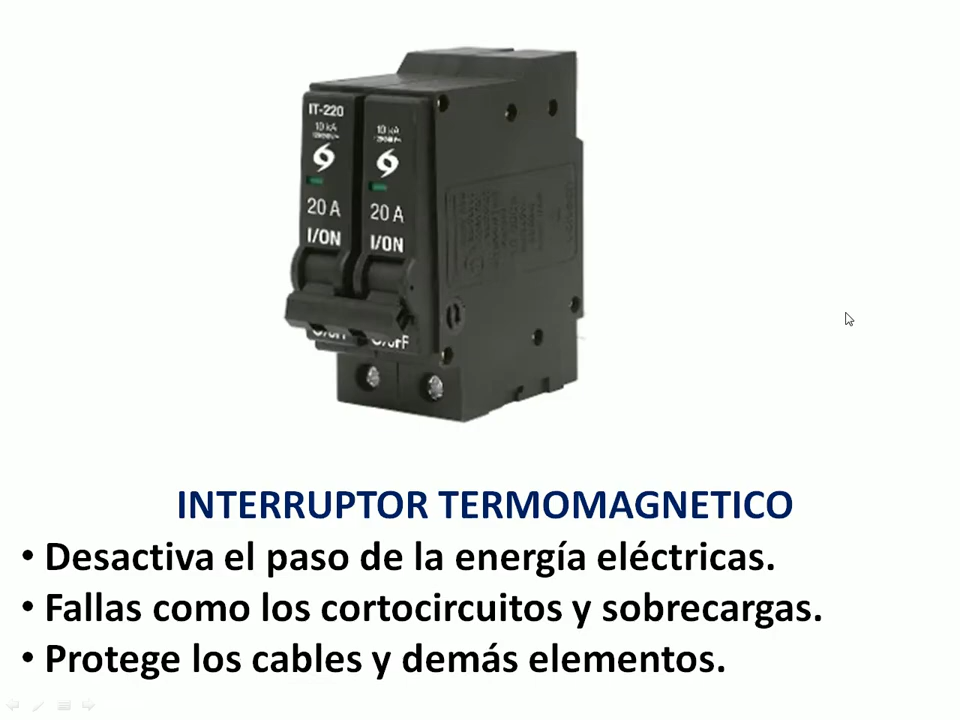 IT-220
10 kA
10 kA
20 A
20 A
I/ON
I/ON
INTERRUPTOR TERMOMAGNETICO
• Desactiva el paso de la energía eléctricas.
• Fallas como los cortocircuitos y sobrecargas.
• Protege los cables y demás elementos.